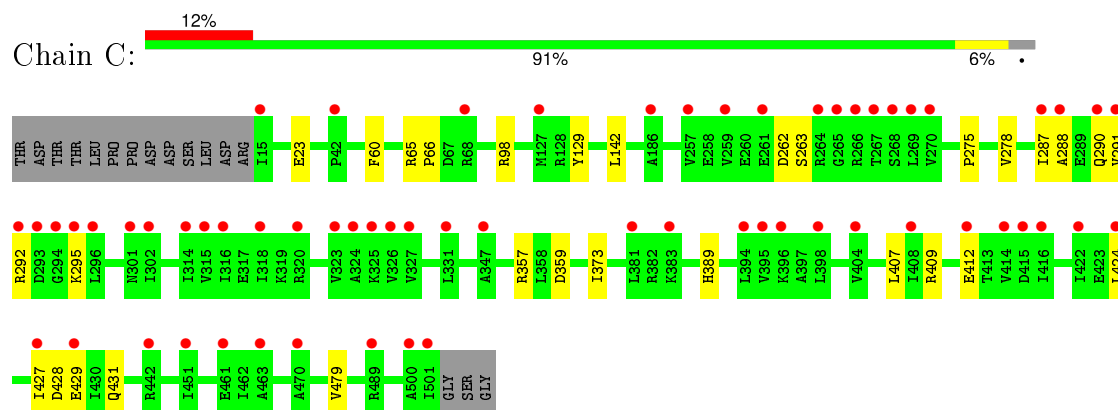 12%
Chain C:
91%
6%
•
THR ASP THR THR LEU PRO PRO ASP ASP SER LEU ASP ARG I15 E23 P42 F60 R65 P66 D67 R68 R98 M127 R128 Y129 L142 A186 V257 E258 V259 E260 E261 D262 S263 R264 G265 R266 T267 S268 L269 V270 P275 V278 I287 A288 E289 Q290 V291
R292 D293 G294 K295 L296 N301 I302 I314 V315 I316 E317 I318 K319 R320 V323 A324 K325 V326 V327 L331 A347 R357 L358 D359 I373 L381 R382 K383 H389 L394 V395 K396 A397 L398 V404 L407 I408 R409 E412 T413 V414 D415 I416 I422 E423 L424
I427 D428 E429 I430 Q431 R442 I451 E461 I462 A463 A470 V479 R489 A500 I501 GLY SER GLY